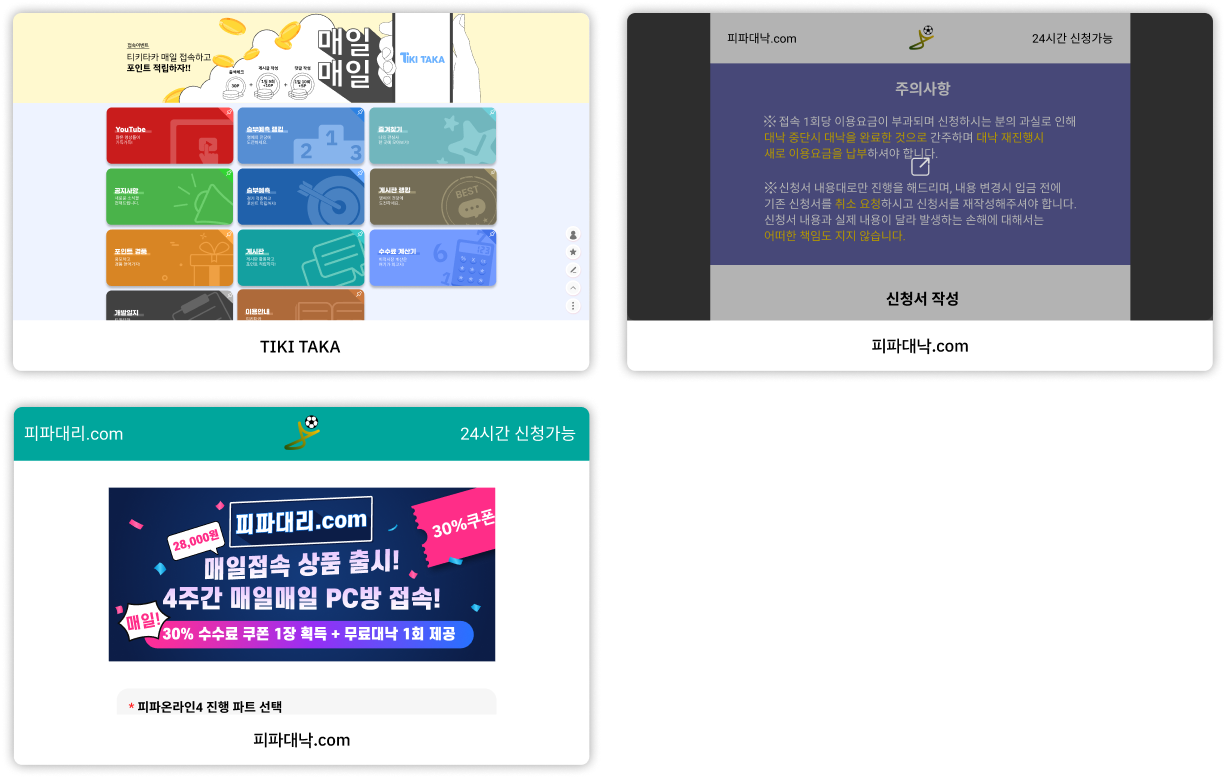 접속이벤트
티키타카 매일 접속하고
포인트 적립하자!!
출석체크
게시글 작성
댓글 작성
매일
매일
TIKI TAKA
YouTube
승부예측 랭킹
즐겨찾기
공지사항
승부예측
게시판 랭킹
BEST
포인트 경품
게시판
수수료 계산기
개발일지
이용안내
TIKI TAKA
피파대낙.com
24시간 신청가능
주의사항
※ 접속 1회당 이용요금이 부과되며 신청하시는 분의 과실로 인해
대낙 중단시 대낙을 완료한 것으로 간주하며 대낙 재진행시
새로 이용요금을 납부하셔야 합니다.
※ 신청서 내용대로만 진행을 해드리며, 내용 변경시 입금 전에
기존 신청서를 취소 요청하시고 신청서를 재작성해주셔야 합니다.
신청서 내용과 실제 내용이 달라 발생하는 손해에 대해서는
어떠한 책임도 지지 않습니다.
신청서 작성
피파대낙.com
피파대리.com
24시간 신청가능
피파대리.com
30%쿠폰
28,000원
매일접속 상품 출시!
4주간 매일매일 PC방 접속!
매일!
30% 수수료 쿠폰 1장 획득 + 무료대낙 1회 제공
* 피파온라인4 진행 파트 선택
피파대낙.com